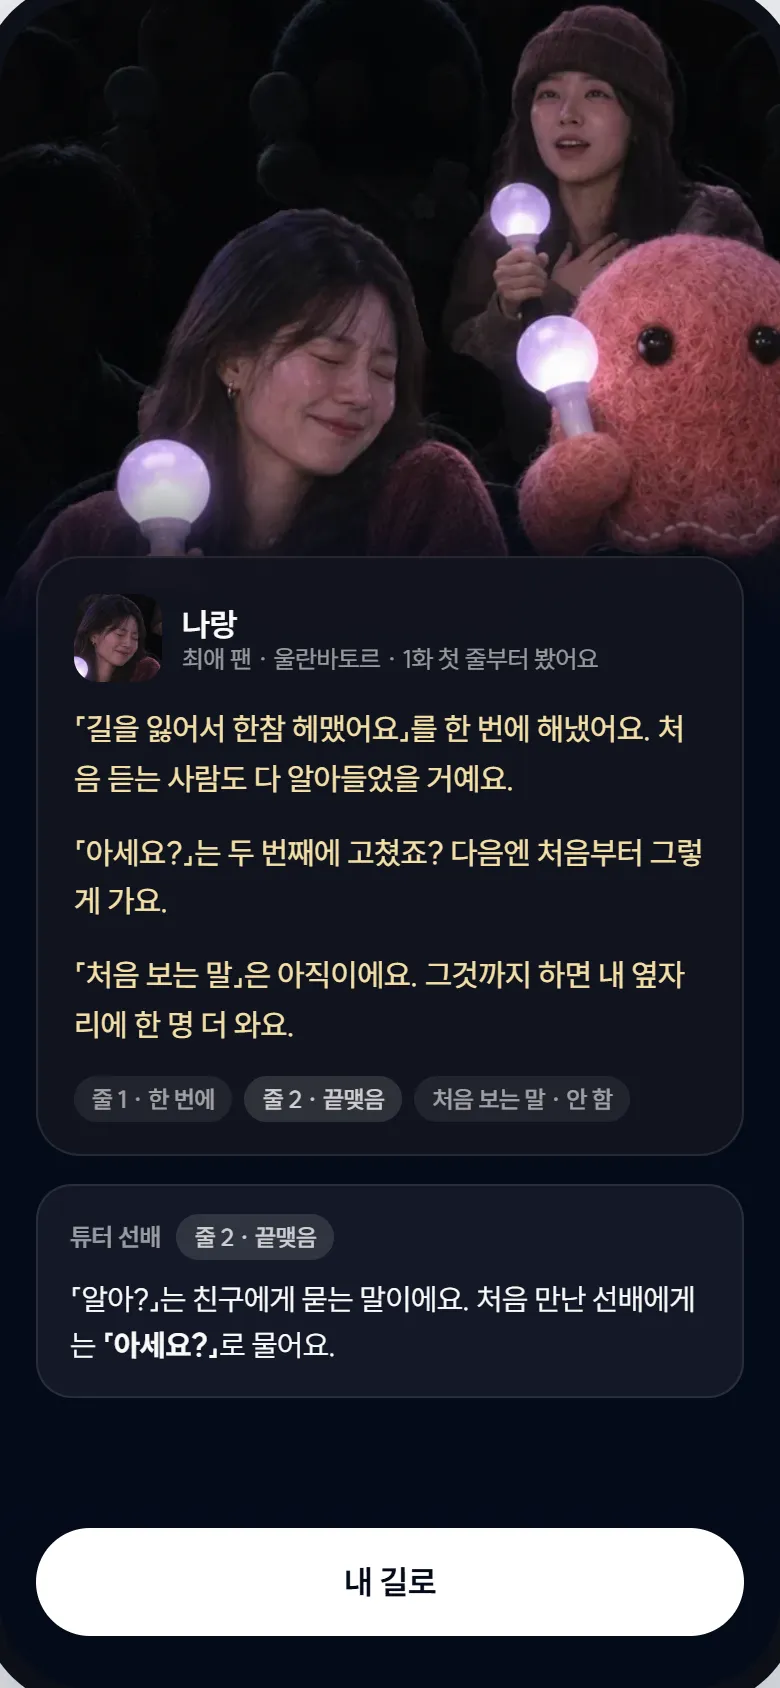 나랑
최애 팬 · 울란바토르 · 1화 첫 줄부터 봤어요
「길을 잃어서 한참 헤맸어요」를 한 번에 해냈어요. 처
음 듣는 사람도 다 알아들었을 거예요.
「아세요?」는 두 번째에 고쳤죠? 다음엔 처음부터 그렇
게 가요.
「처음 보는 말」은 아직이에요. 그것까지 하면 내 옆자
리에 한 명 더 와요.
줄 1 · 한 번에 줄 2 · 끝맺음 처음 보는 말 · 안 함
튜터 선배 줄 2 · 끝맺음
「알아?」는 친구에게 묻는 말이에요. 처음 만난 선배에게
는 「아세요?」로 물어요.
내 길로